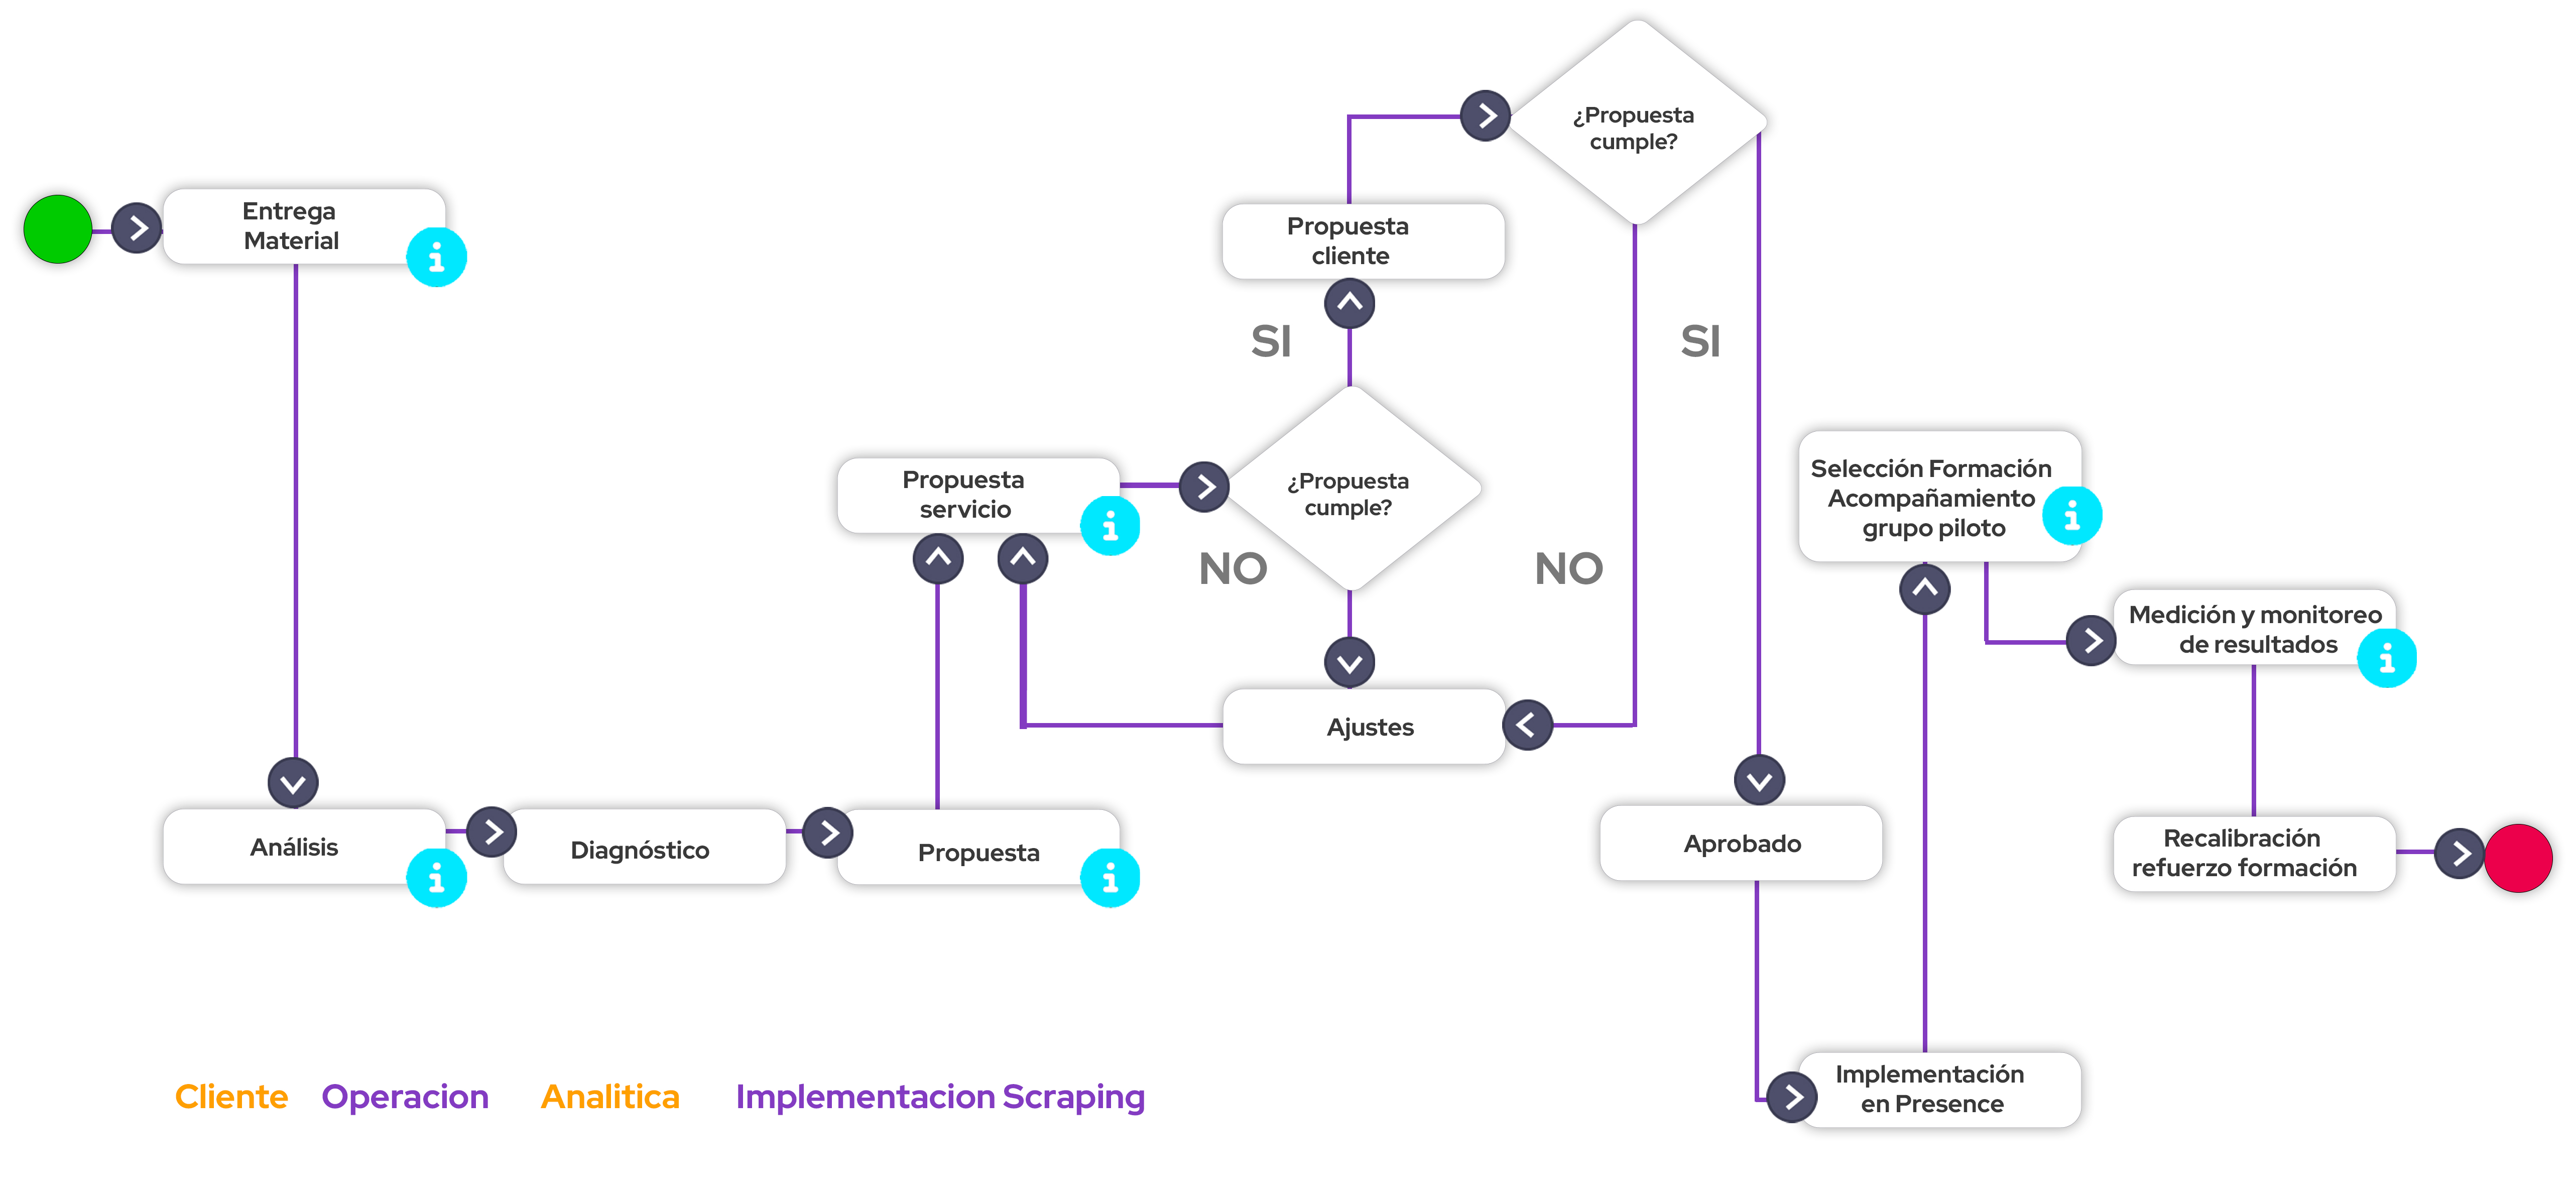 ¿Propuesta
cumple?
Entrega
Material
Propuesta
cliente
SI
SI
¿Propuesta
cumple?
Propuesta
servicio
NO
NO
Selección Formación
Acompañamiento
grupo piloto
Medición y monitoreo
de resultados
Ajustes
Análisis
Diagnóstico
Propuesta
Aprobado
Recalibración
refuerzo formación
Implementación
en Presence
Cliente Operacion Analitica Implementacion Scraping